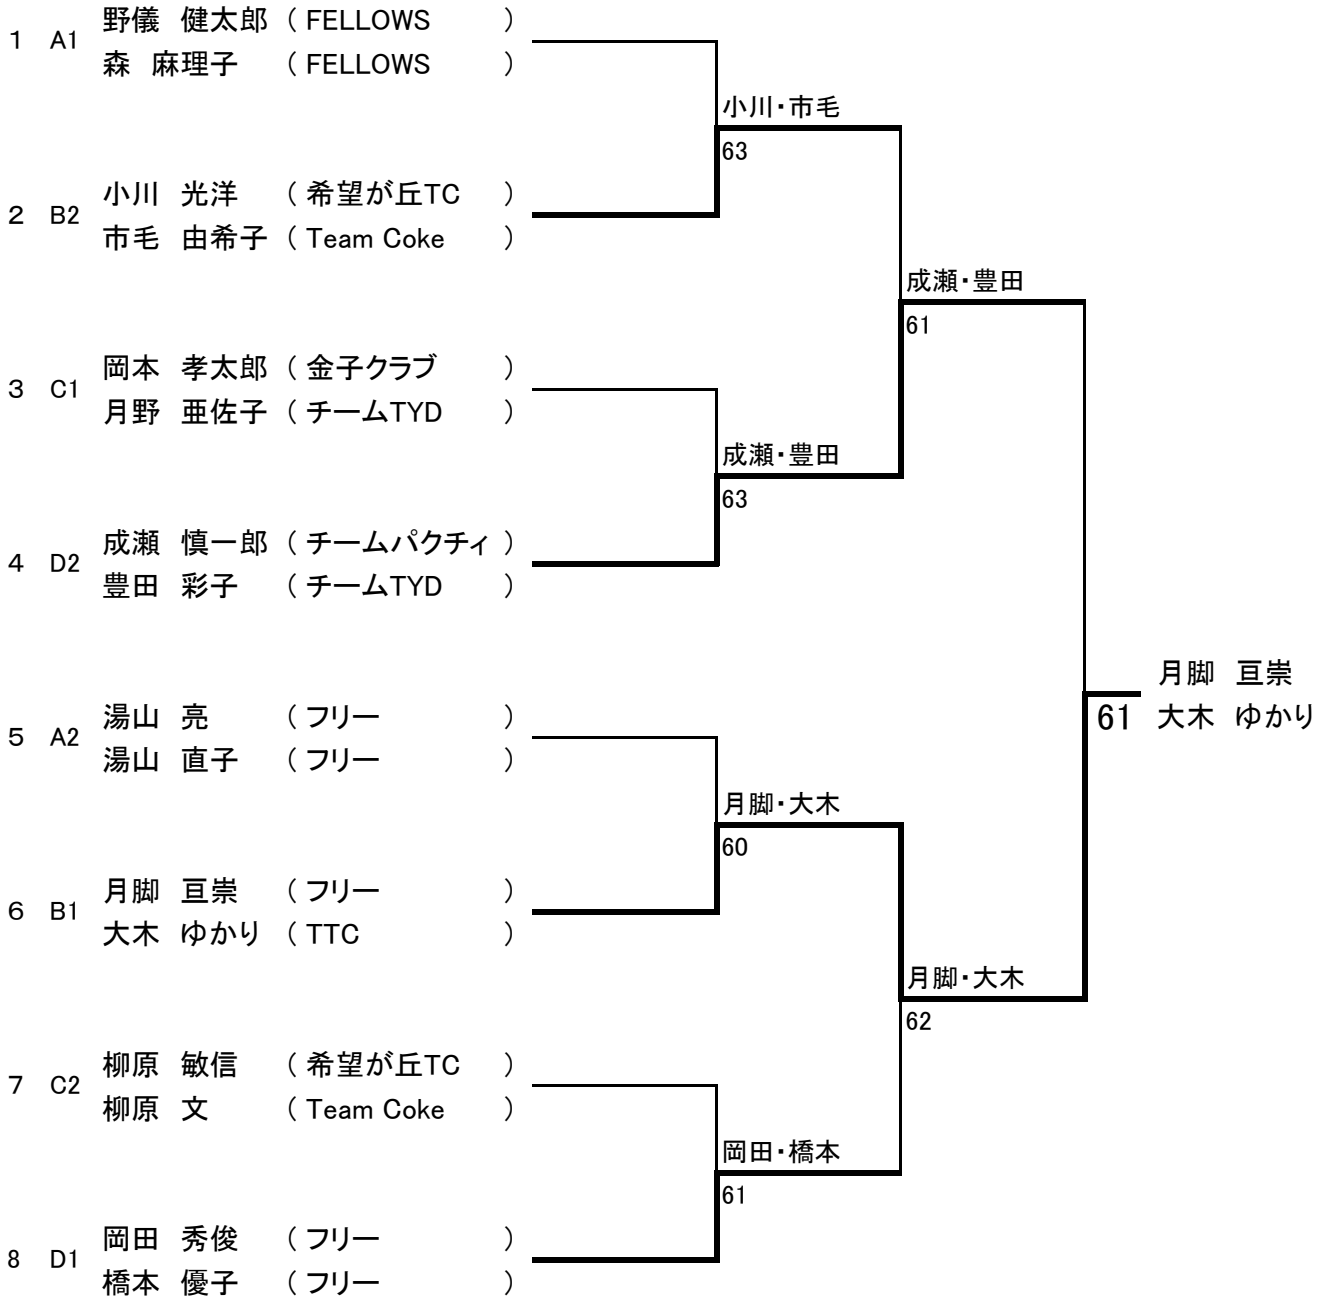 野儀 健太郎 ( FELLOWS )
1 A1
森 麻理子 ( FELLOWS )
小川・市毛
63
小川 光洋 ( 希望が丘TC )
2 B2
市毛 由希子 ( Team Coke )
成瀬・豊田
61
岡本 孝太郎 ( 金子クラブ )
3 C1
月野 亜佐子 ( チームTYD )
成瀬・豊田
63
成瀬 慎一郎 ( チームパクチィ )
4 D2
豊田 彩子 ( チームTYD )
月脚 亘崇
61 大木 ゆかり
湯山 亮 ( フリー )
5 A2
湯山 直子 ( フリー )
月脚・大木
60
月脚 亘崇 ( フリー )
6 B1
大木 ゆかり ( TTC )
月脚・大木
62
柳原 敏信 ( 希望が丘TC )
7 C2
柳原 文 ( Team Coke )
岡田・橋本
61
岡田 秀俊 ( フリー )
8 D1
橋本 優子 ( フリー )